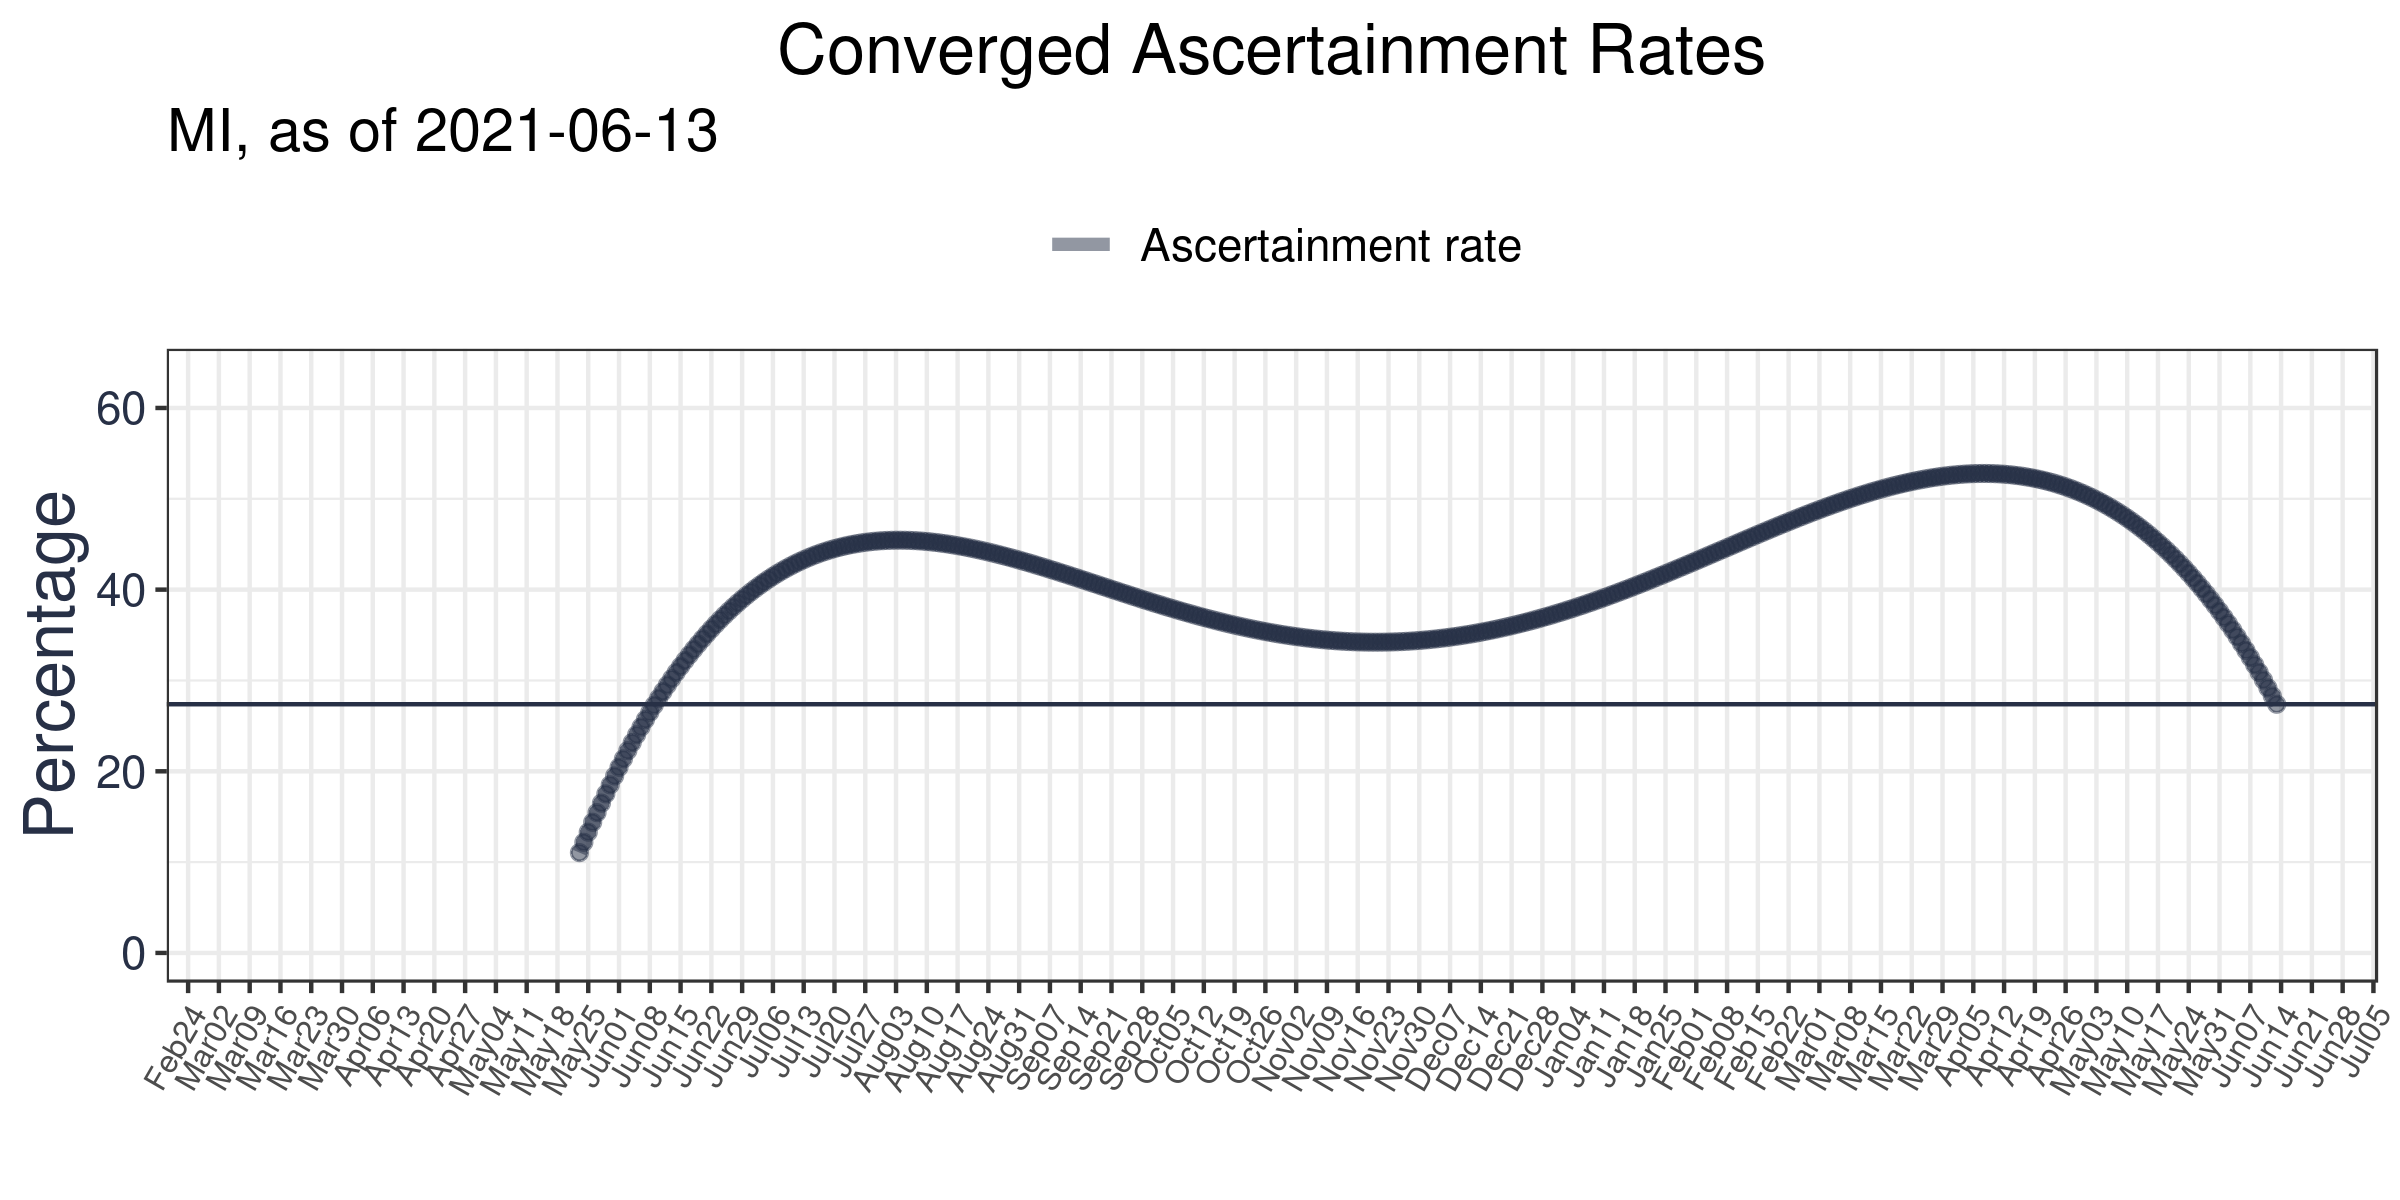 Converged Ascertainment Rates
MI, as of 2021-06-13
Ascertainment rate
Percentage
60
40
20
0
Feb24
Mar02
Mar09
Mar16
Mar23
Mar30
Apr06
Apr13
Apr20
Apr27
May04
May11
May18
May25
Jun01
Jun08
Jun15
Jun22
Jun29
Jul06
Jul13
Jul20
Jul27
Aug03
Aug10
Aug17
Aug24
Aug31
Sep07
Sep14
Sep21
Sep28
Oct05
Oct12
Oct19
Oct26
Nov02
Nov09
Nov16
Nov23
Nov30
Dec07
Dec14
Dec21
Dec28
Jan04
Jan11
Jan18
Jan25
Feb01
Feb08
Feb15
Feb22
Mar01
Mar08
Mar15
Mar22
Mar29
Apr05
Apr12
Apr19
Apr26
May03
May10
May17
May24
May31
Jun07
Jun14
Jun21
Jun28
Jul05